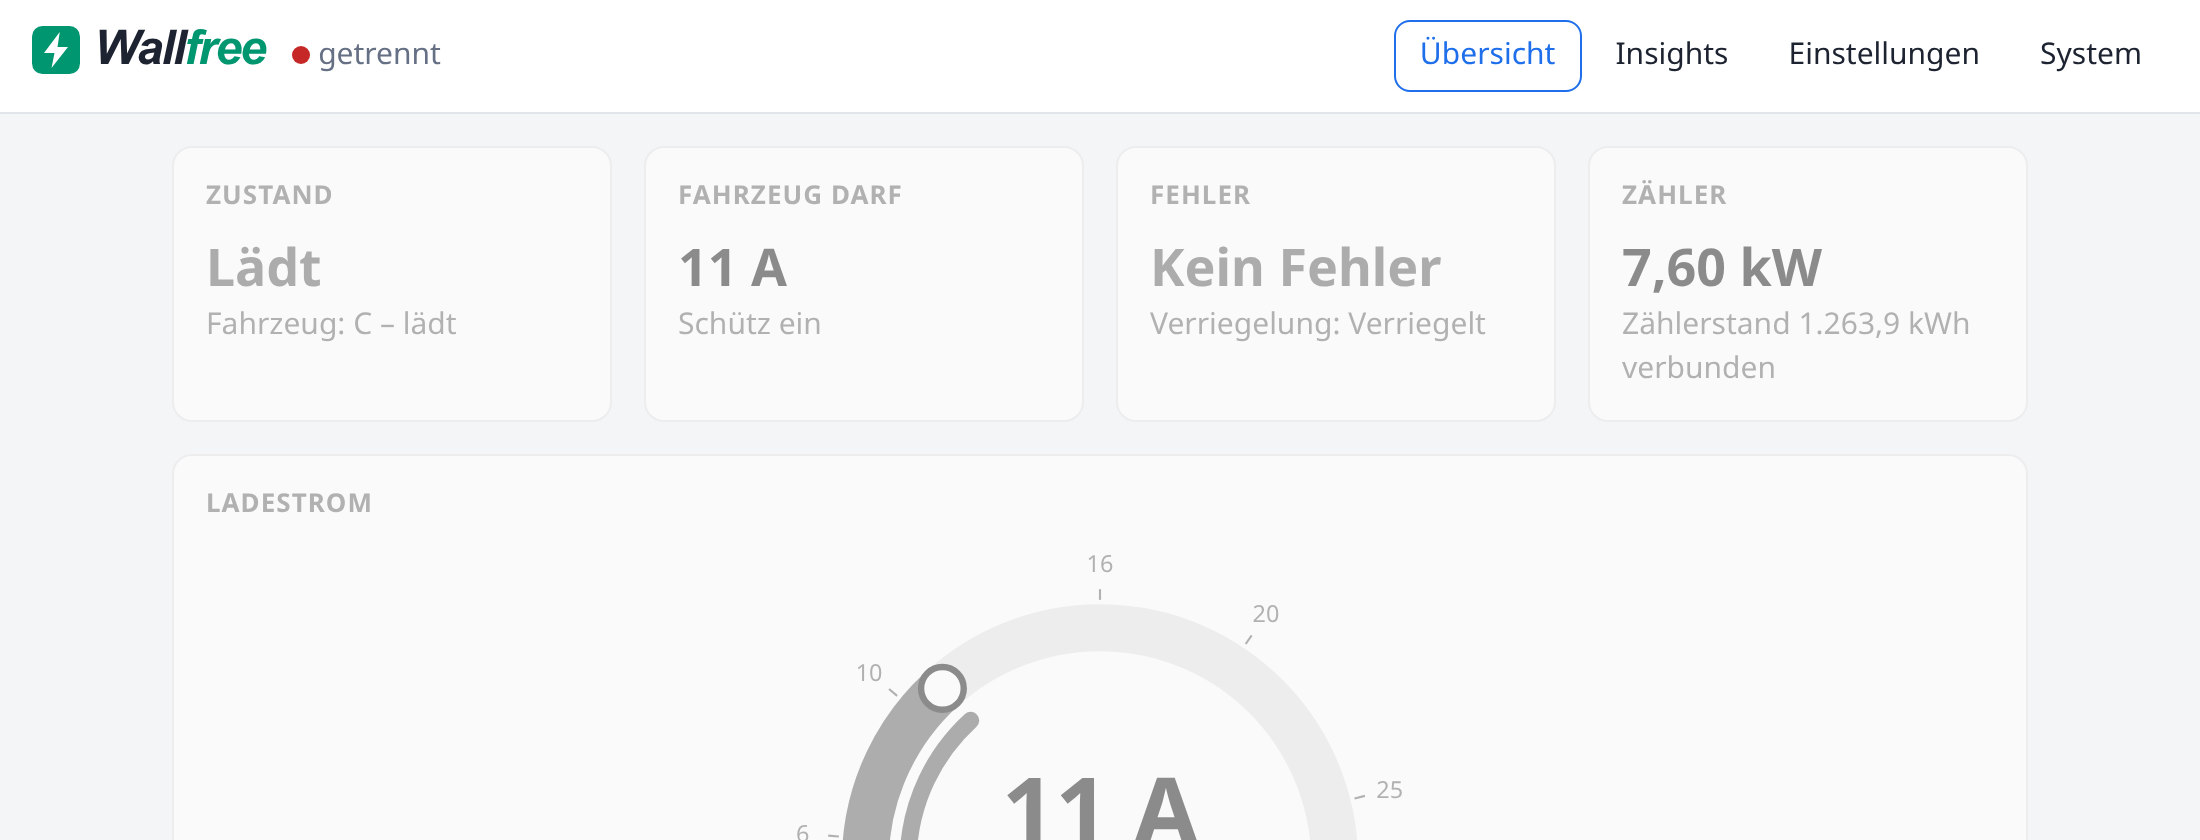 Wallfree
getrennt
Übersicht
Insights
Einstellungen
System
ZUSTAND
Lädt
Fahrzeug: C – lädt
FAHRZEUG DARF
11 A
Schütz ein
FEHLER
Kein Fehler
Verriegelung: Verriegelt
ZÄHLER
7,60 kW
Zählerstand 1.263,9 kWh
verbunden
LADESTROM
16
20
10
25
11 A
6